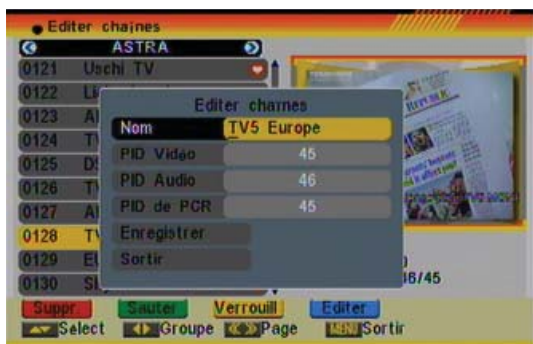 Editer chaînes
ASTRA
0121 Uschi TV
0122
0123
0124
0125
0126
0127
0128
0129
0130
Editer chaînes
Nom TV5 Europe
PID Vidéo 45
PID Audio 46
PID de PCR 45
Enregistrer
Sortir
46/45
Suppr. Sauter Verrouill Editer
Select Groupe Page MENU Sortir